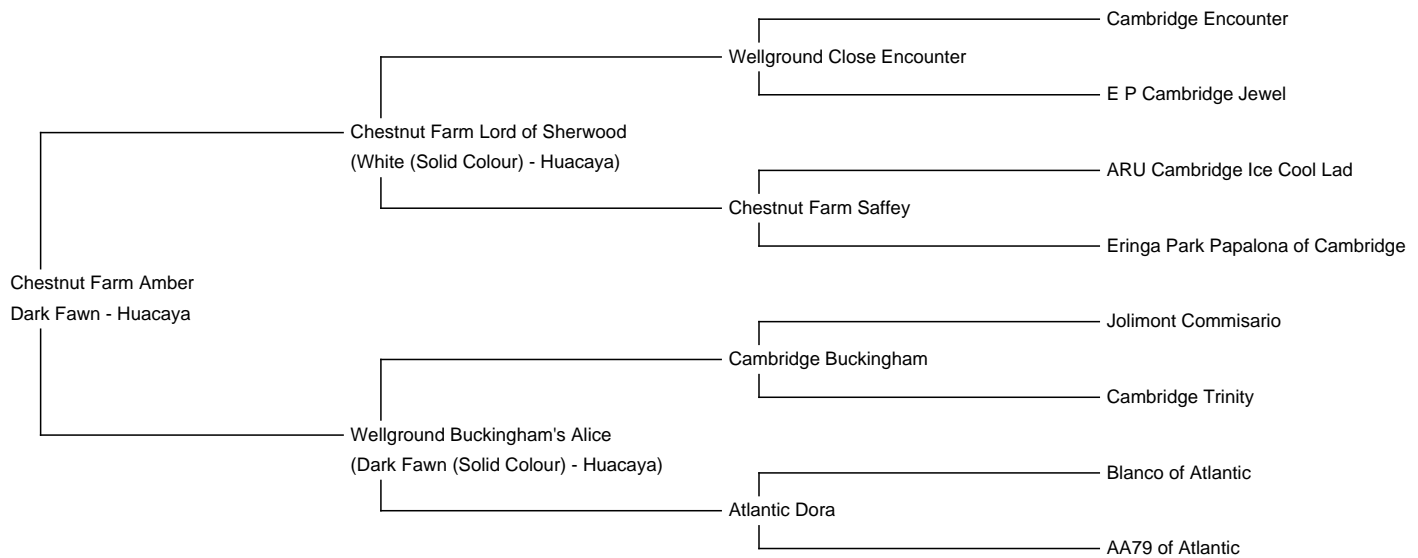 Cambridge Encounter
Wellground Close Encounter
E P Cambridge Jewel
Chestnut Farm Lord of Sherwood
(White (Solid Colour) - Huacaya)
ARU Cambridge Ice Cool Lad
Chestnut Farm Saffey
Eringa Park Papalona of Cambridge
Chestnut Farm Amber
Dark Fawn - Huacaya
Jolimont Commisario
Cambridge Buckingham
Cambridge Trinity
Wellground Buckingham's Alice
(Dark Fawn (Solid Colour) - Huacaya)
Blanco of Atlantic
Atlantic Dora
AA79 of Atlantic